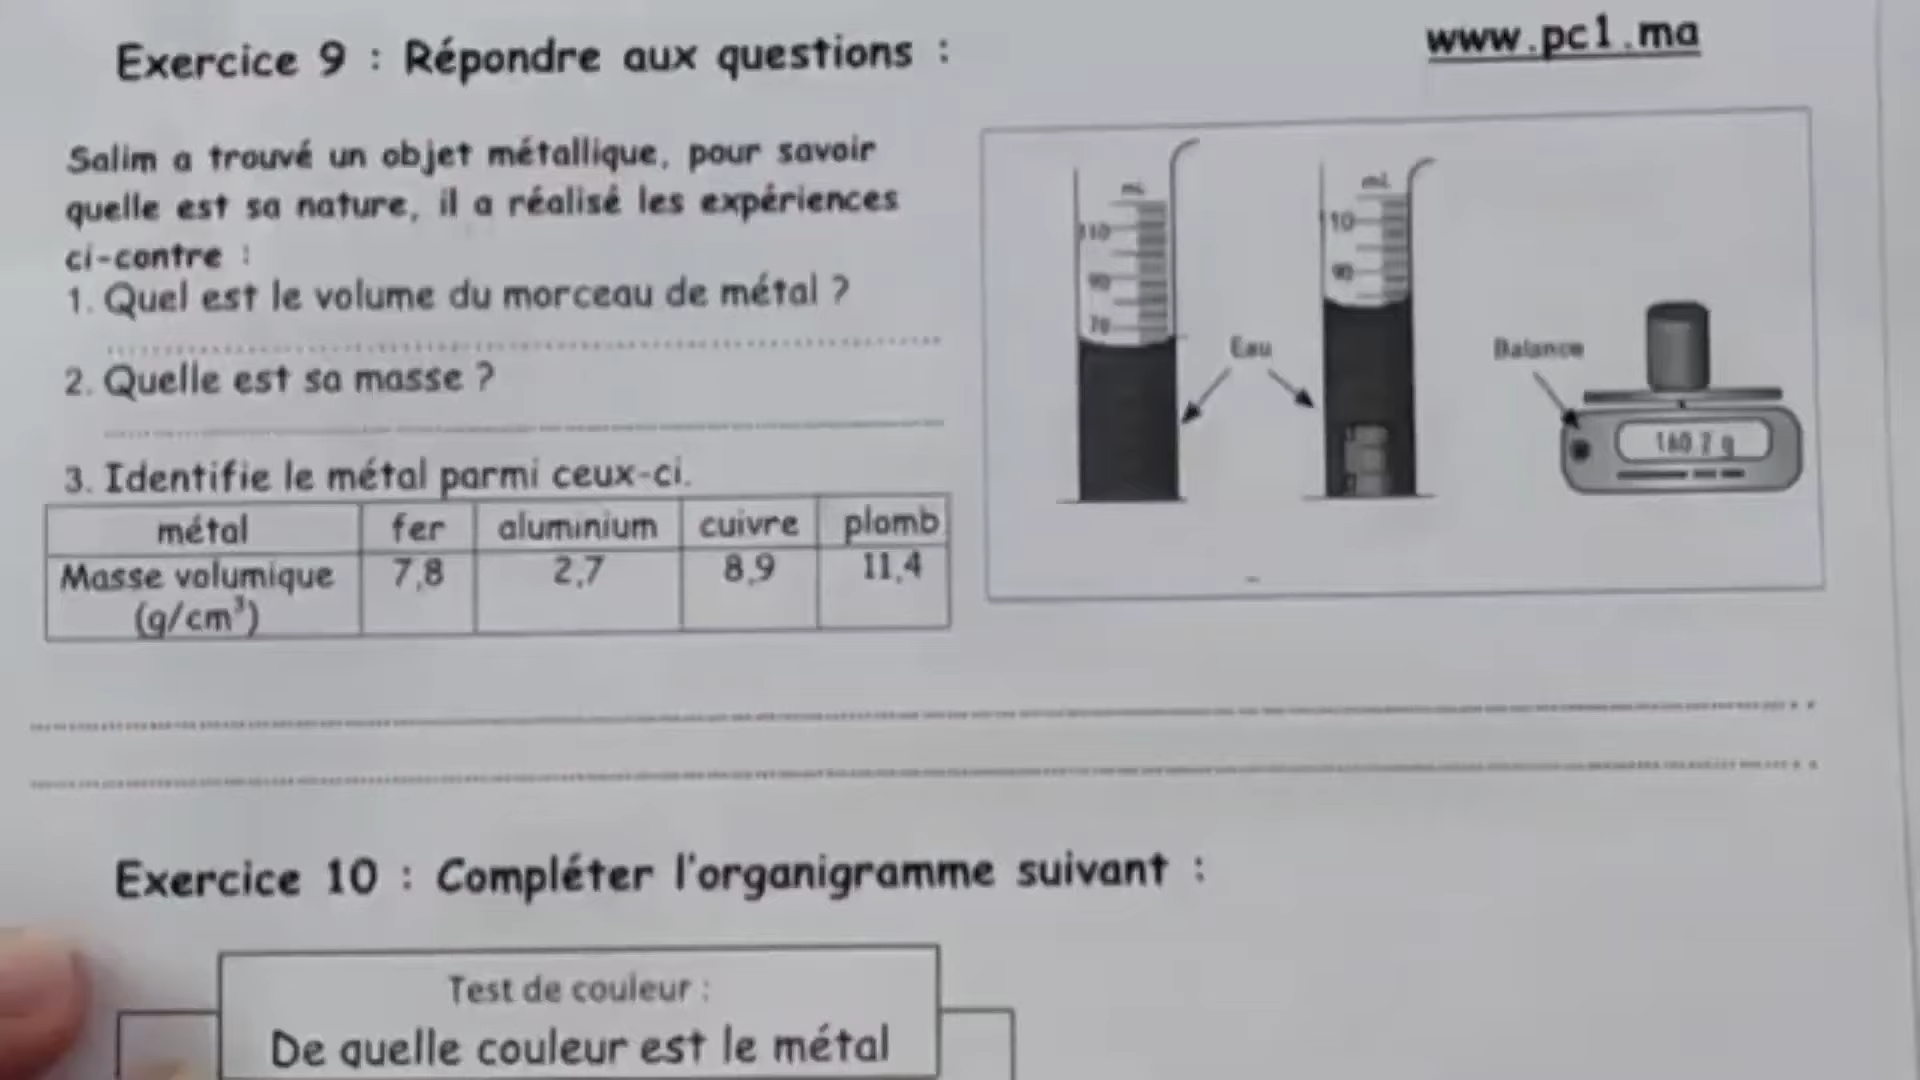 Exercice 9 : Répondre aux questions :
www.pc1.ma
Salim a trouvé un objet métallique, pour savoir
quelle est sa nature, il a réalisé les expériences
ci-contre :
1. Quel est le volume du morceau de métal ?
2. Quelle est sa masse ?
3. Identifie le métal parmi ceux-ci.
métal fer aluminium cuivre plomb
Masse volumique 7,8 2,7 8,9 11,4
(g/cm³)
mL
110
90
70
Eau
mL
110
90
Balance
160,2 g
Exercice 10 : Compléter l'organigramme suivant :
Test de couleur :
De quelle couleur est le métal